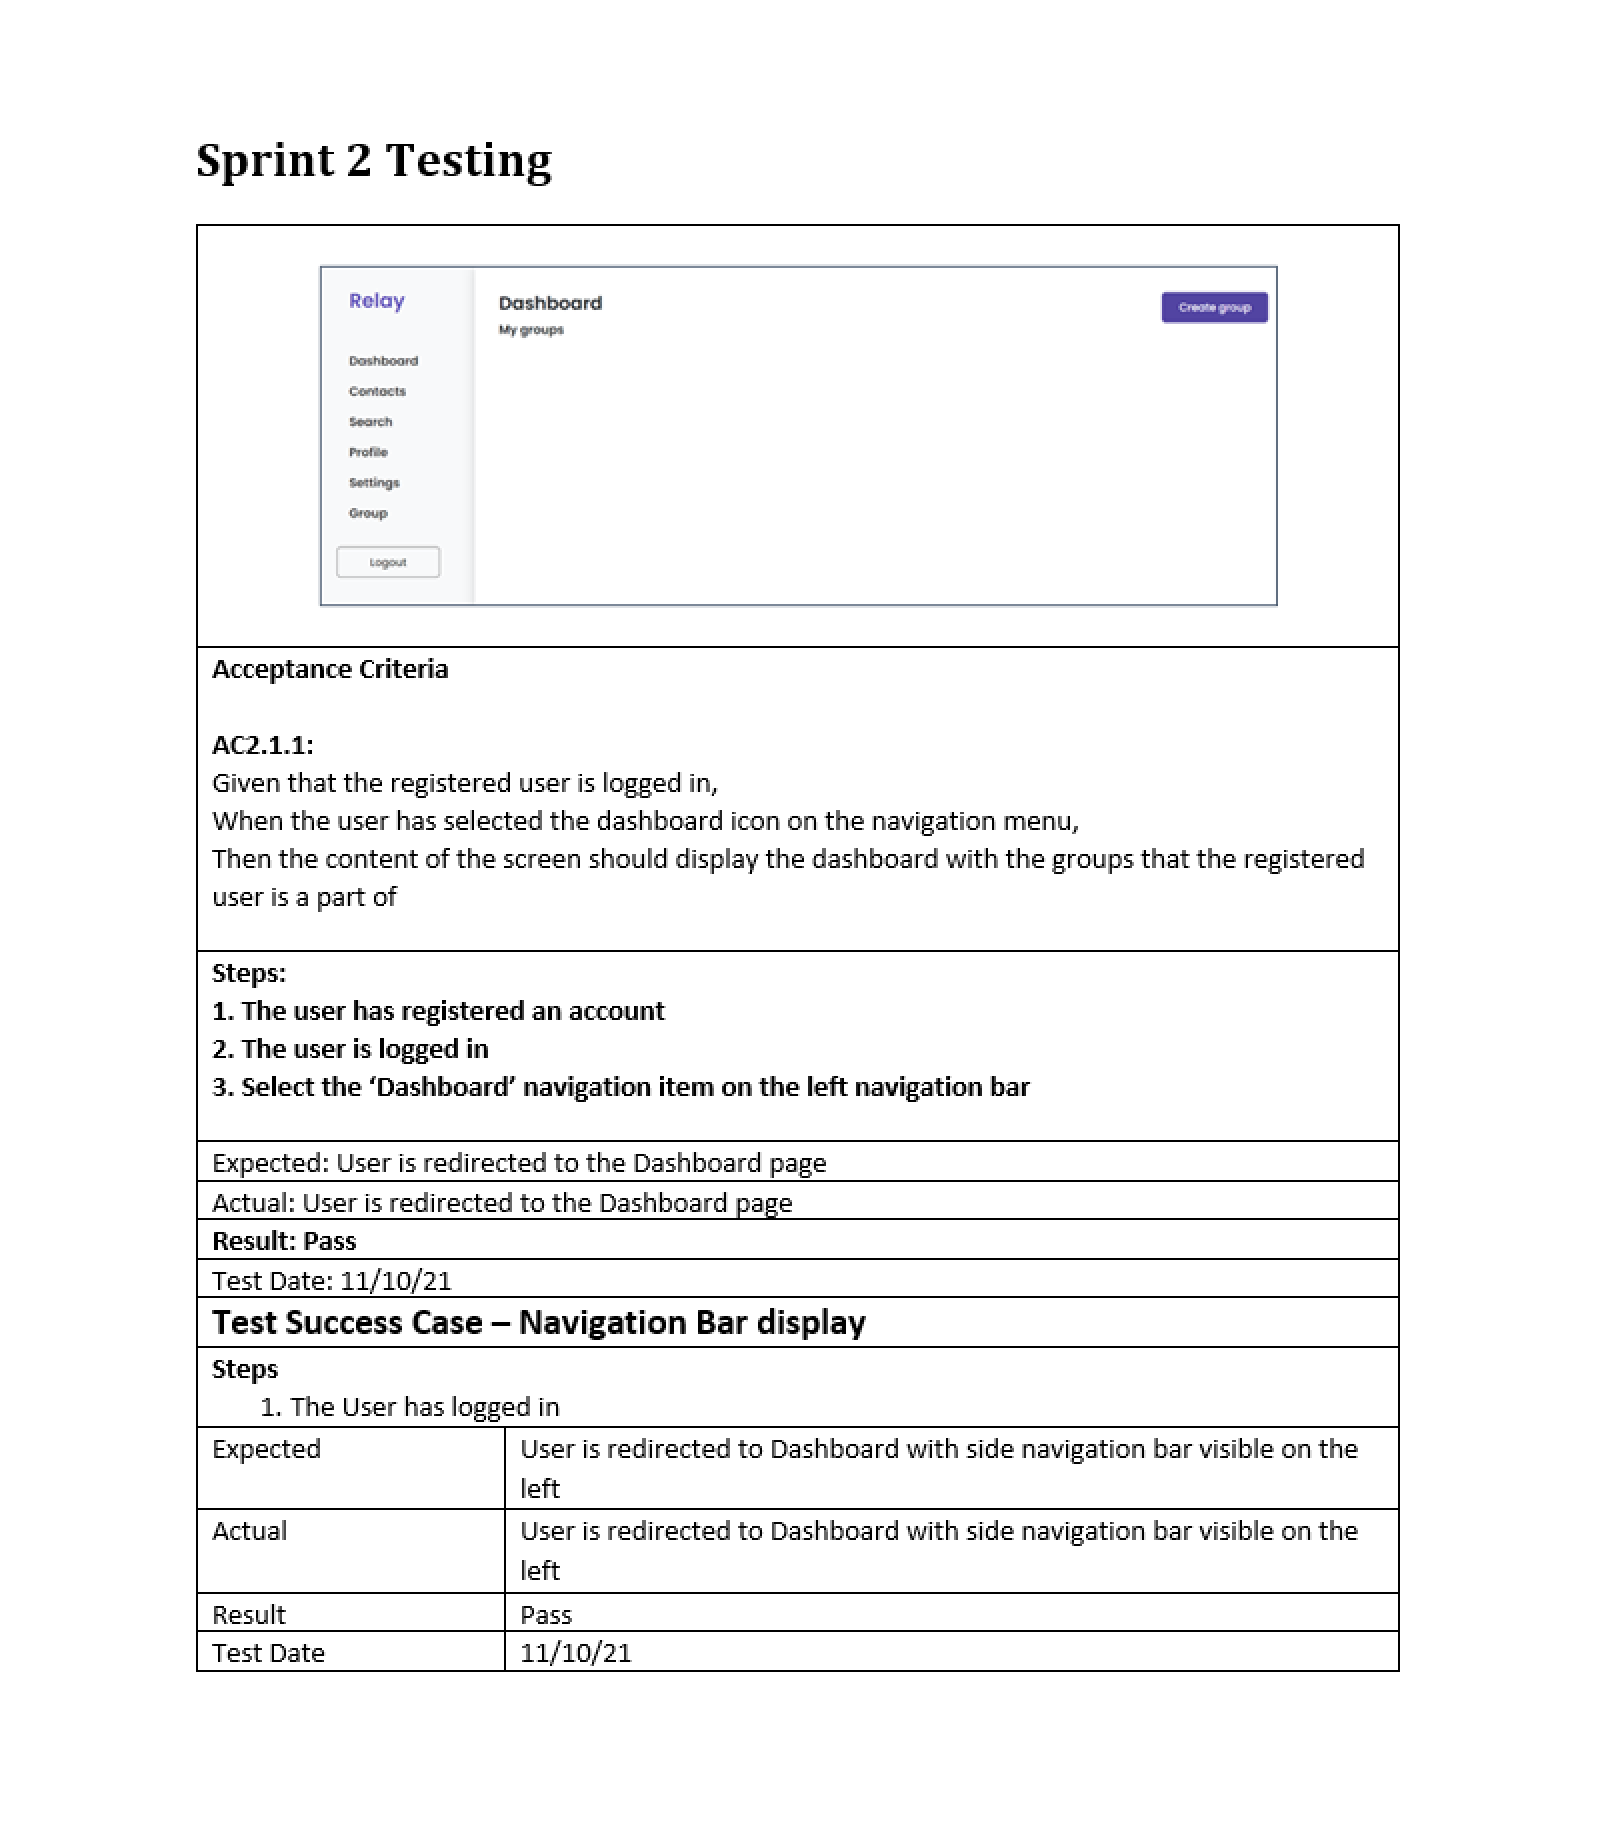 Sprint 2 Testing
Relay
Dashboard
Contacts
Search
Profile
Settings
Group
Logout
Dashboard
My groups
Create group
Acceptance Criteria
AC2.1.1:
Given that the registered user is logged in,
When the user has selected the dashboard icon on the navigation menu,
Then the content of the screen should display the dashboard with the groups that the registered
user is a part of
Steps:
1. The user has registered an account
2. The user is logged in
3. Select the ‘Dashboard’ navigation item on the left navigation bar
Expected: User is redirected to the Dashboard page
Actual: User is redirected to the Dashboard page
Result: Pass
Test Date: 11/10/21
Test Success Case – Navigation Bar display
Steps
1. The User has logged in
Expected
User is redirected to Dashboard with side navigation bar visible on the
left
Actual
User is redirected to Dashboard with side navigation bar visible on the
left
Result
Pass
Test Date
11/10/21